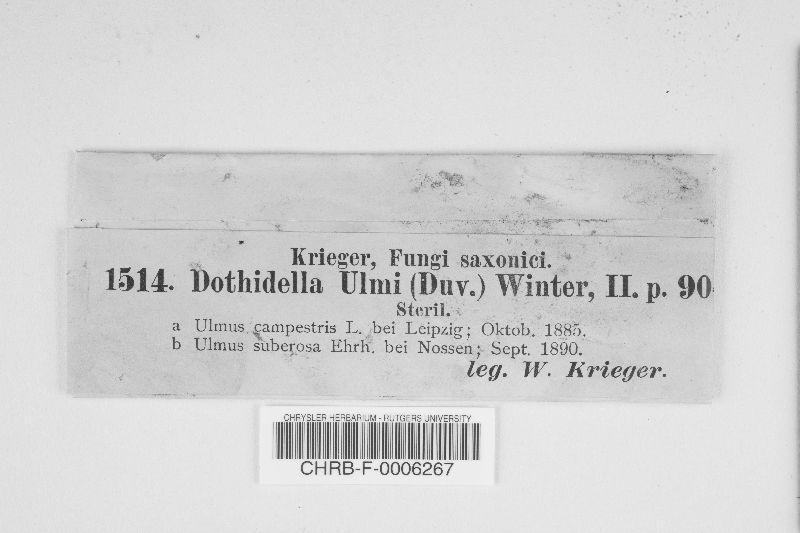 Krieger, Fungi saxonici.
1514. Dothidella Ulmi (Duv.) Winter, II. p. 90
Steril.
a Ulmus campestris L. bei Leipzig; Oktob. 1885.
b Ulmus suberosa Ehrh. bei Nossen; Sept. 1890.
leg. W. Krieger.
CHRYSLER HERBARIUM - RUTGERS UNIVERSITY
CHRB-F-0006267